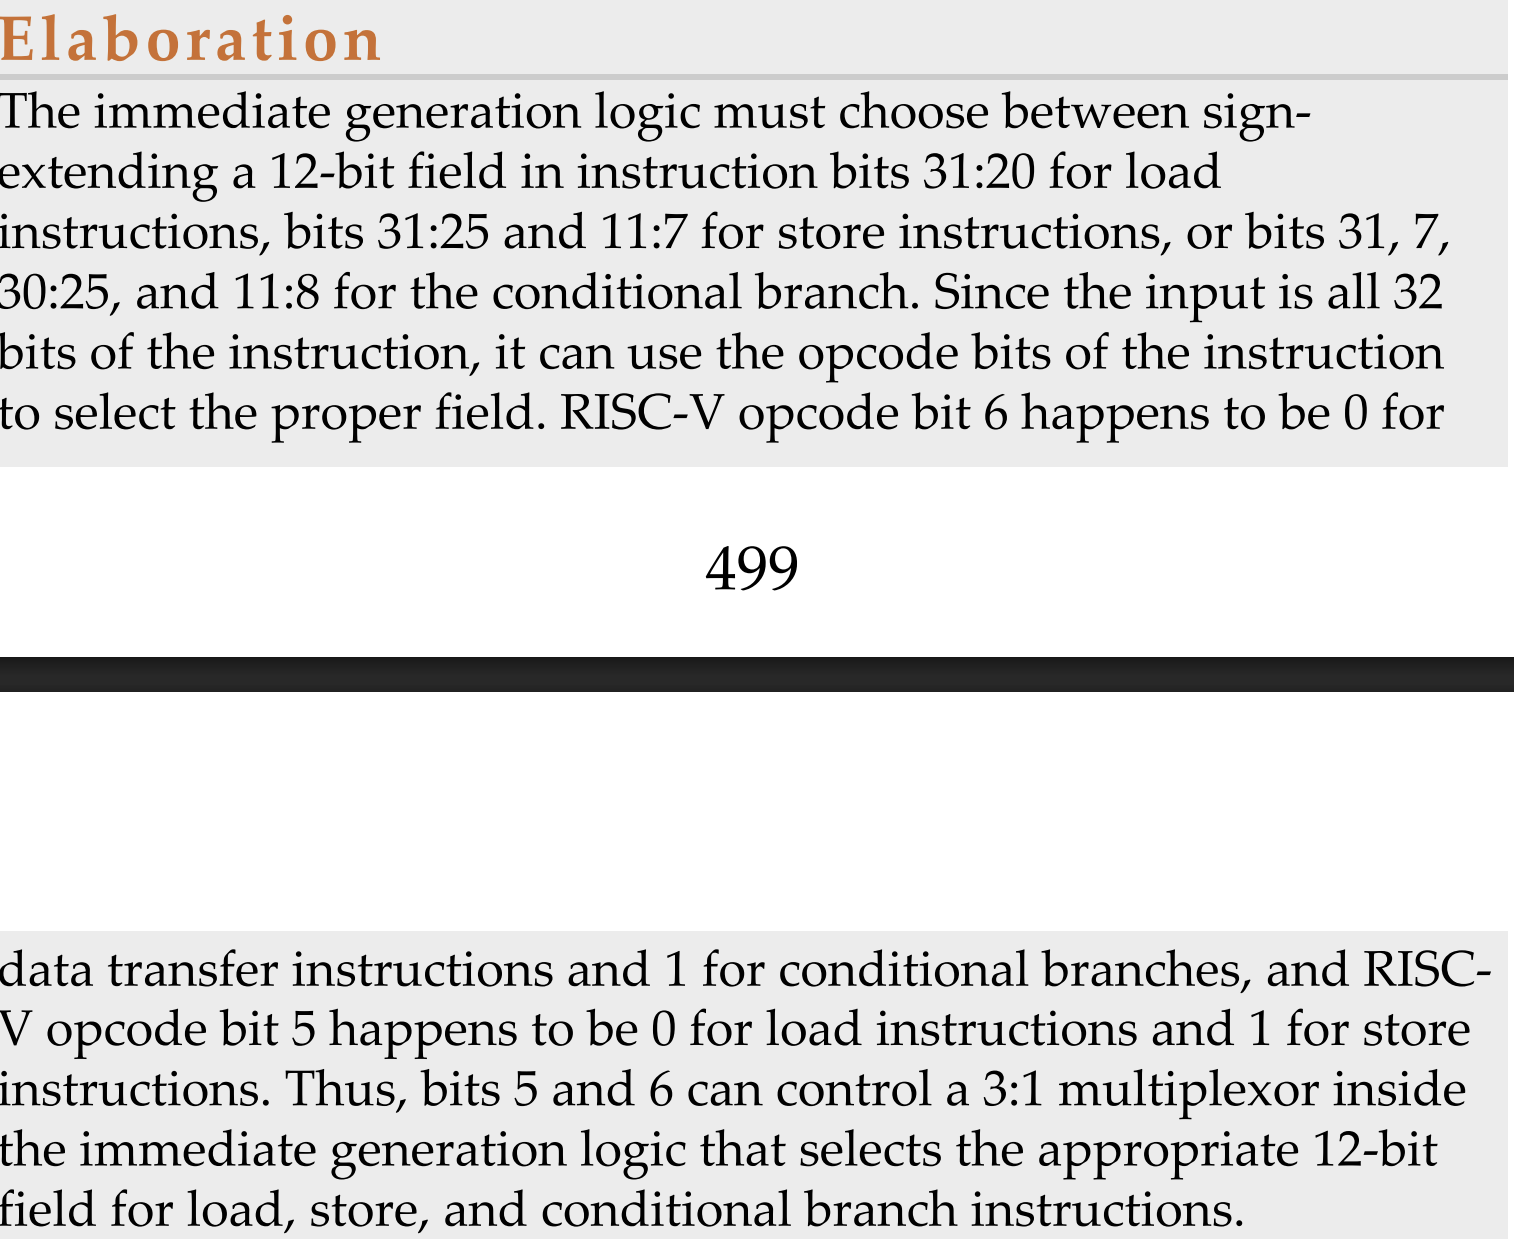 Elaboration
The immediate generation logic must choose between sign-
extending a 12-bit field in instruction bits 31:20 for load
instructions, bits 31:25 and 11:7 for store instructions, or bits 31, 7,
30:25, and 11:8 for the conditional branch. Since the input is all 32
bits of the instruction, it can use the opcode bits of the instruction
to select the proper field. RISC-V opcode bit 6 happens to be 0 for
499
data transfer instructions and 1 for conditional branches, and RISC-
V opcode bit 5 happens to be 0 for load instructions and 1 for store
instructions. Thus, bits 5 and 6 can control a 3:1 multiplexor inside
the immediate generation logic that selects the appropriate 12-bit
field for load, store, and conditional branch instructions.